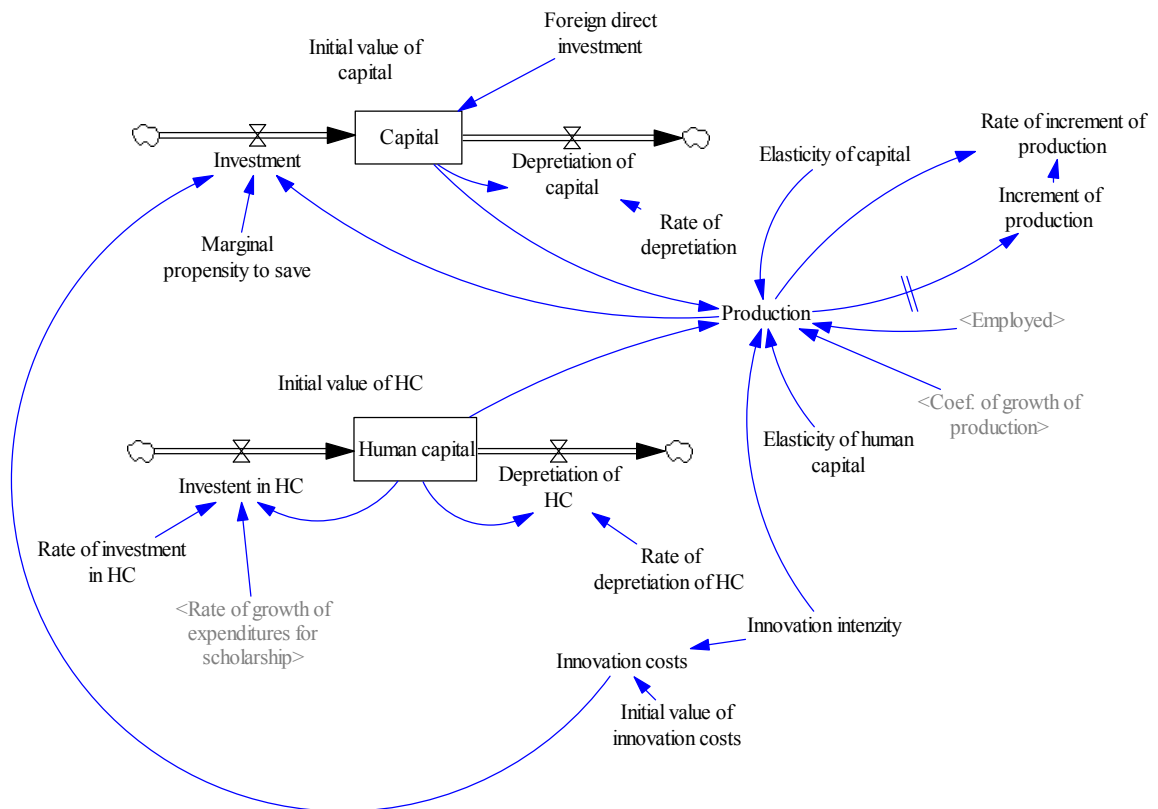 Foreign direct
investment
Initial value of
capital
Capital
Investment
Depretiation of
capital
Elasticity of capital
Rate of increment of
production
Increment of
production
Marginal
propensity to save
Rate of
depretiation
Production
<Employed>
Initial value of HC
<Coef. of growth of
production>
Elasticity of human
capital
Human capital
Investent in HC
Depretiation of
HC
Rate of investment
in HC
Rate of
depretiation of HC
<Rate of growth of
expenditures for
scholarship>
Innovation intenzity
Innovation costs
Initial value of
innovation costs